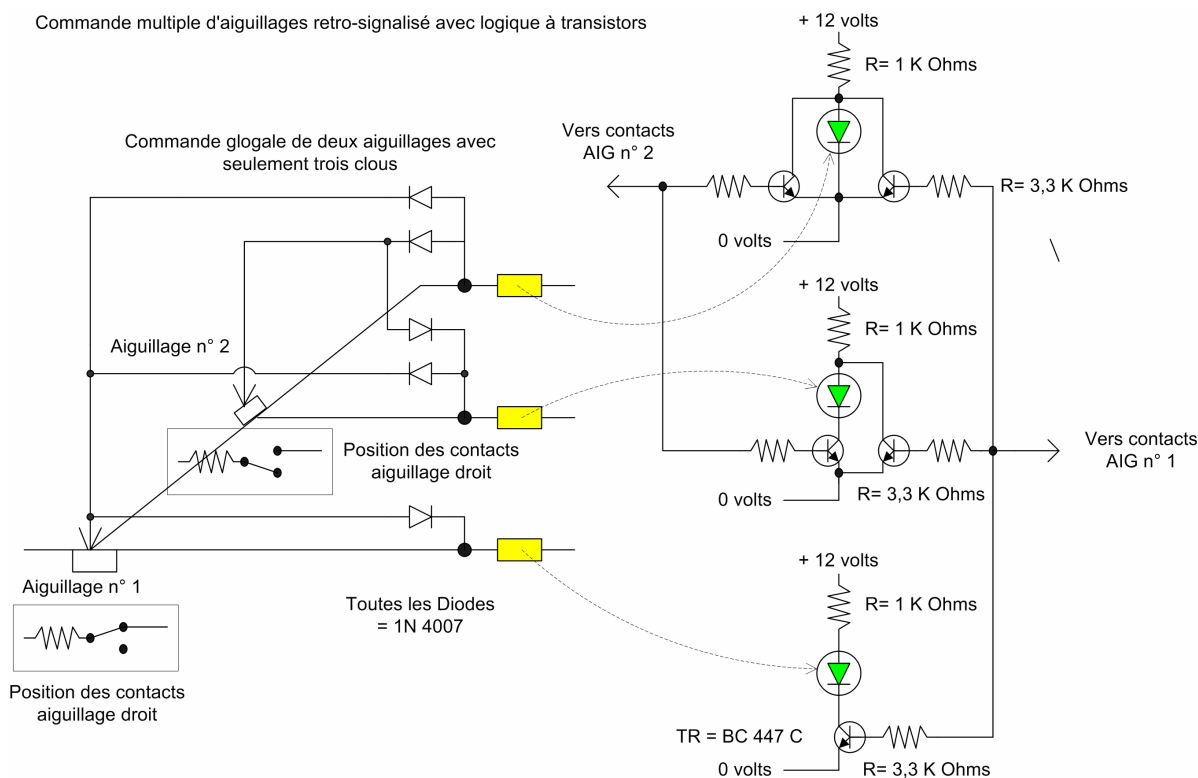 Commande multiple d'aiguillages retro-signalisé avec logique à transistors
+ 12 volts
R= 1 K Ohms
Commande glogale de deux aiguillages avec
seulement trois clous
Vers contacts
AIG n° 2
R= 3,3 K Ohms
0 volts
+ 12 volts
R= 1 K Ohms
Aiguillage n° 2
Position des contacts
aiguillage droit
Vers contacts
AIG n° 1
0 volts
R= 3,3 K Ohms
+ 12 volts
Aiguillage n° 1
R= 1 K Ohms
Toutes les Diodes
= 1N 4007
Position des contacts
aiguillage droit
TR = BC 447 C
0 volts
R= 3,3 K Ohms